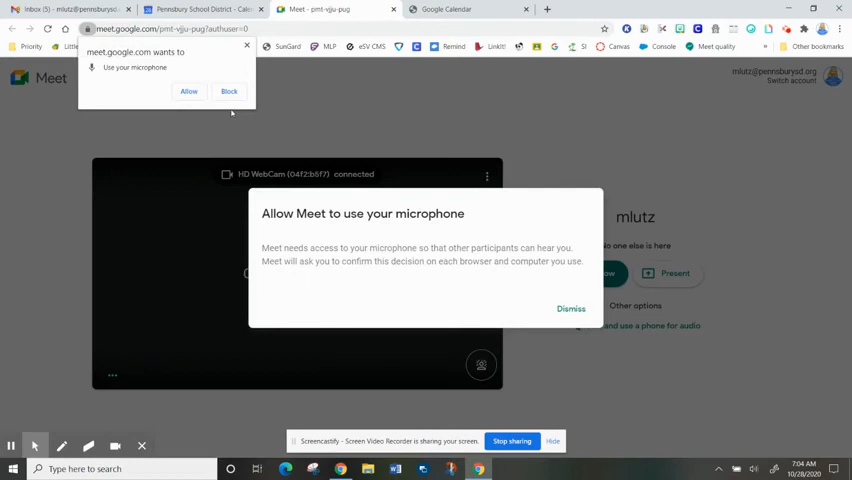 Inbox (5) - mlutz@pennsburysd.
Pennsbury School District - Cale
Meet - pmt-vjju-pug
Google Calendar
meet.google.com/pmt-vjju-pug?authuser=0
Priority
SunGard
MLP
eSV CMS
Remind
IM Lookup
Canvas
Console
Meet quality
Other bookmarks
meet.google.com wants to
Use your microphone
Allow
Block
Meet
mlutz@pennsburysd.org
Switch account
HD WebCam (04f2:b5f7) connected
Allow Meet to use your microphone
Meet needs access to your microphone so that other participants can hear you.
Meet will ask you to confirm this decision on each browser and computer you use.
Dismiss
mlutz
No one else is here
Present
Other options
and use a phone for audio
Screencastify - Screen Video Recorder is sharing your screen.
Stop sharing
Hide
Type here to search
7:04 AM
10/28/2020